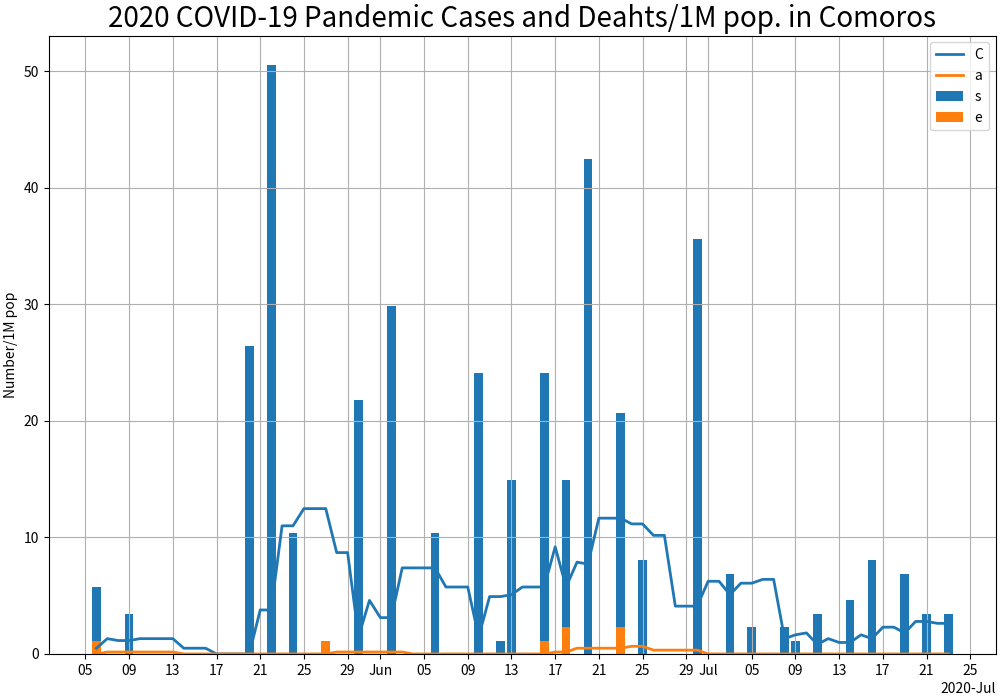 2020 COVID-19 Pandemic Cases and Deahts/1M pop. in Comoros
C
a
s
e
Number/1M pop
50
40
30
20
10
0
05 09 13 17 21 25 29 Jun 05 09 13 17 21 25 29 Jul 05 09 13 17 21 25
2020-Jul